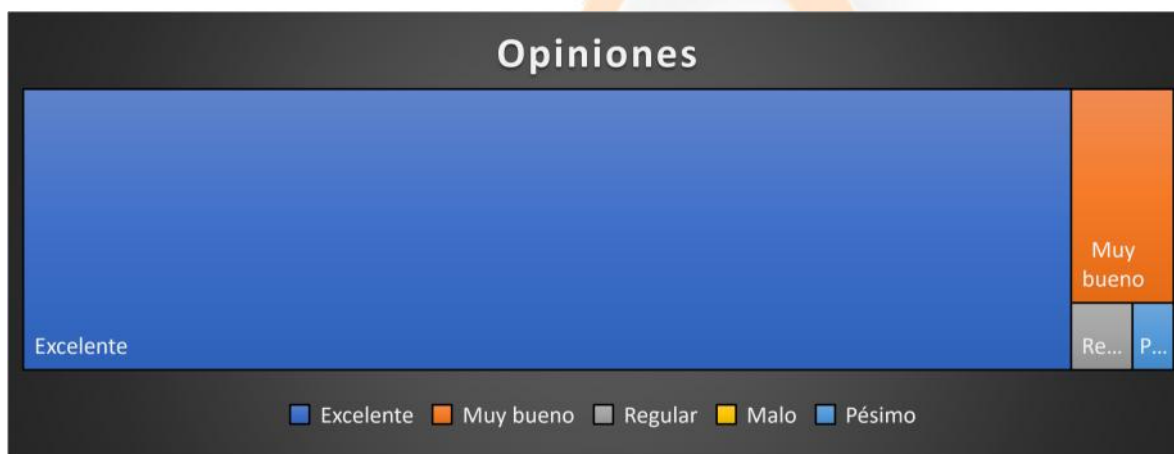 Opiniones
Excelente
Muy
bueno
Re...
P...
Excelente Muy bueno Regular Malo Pésimo